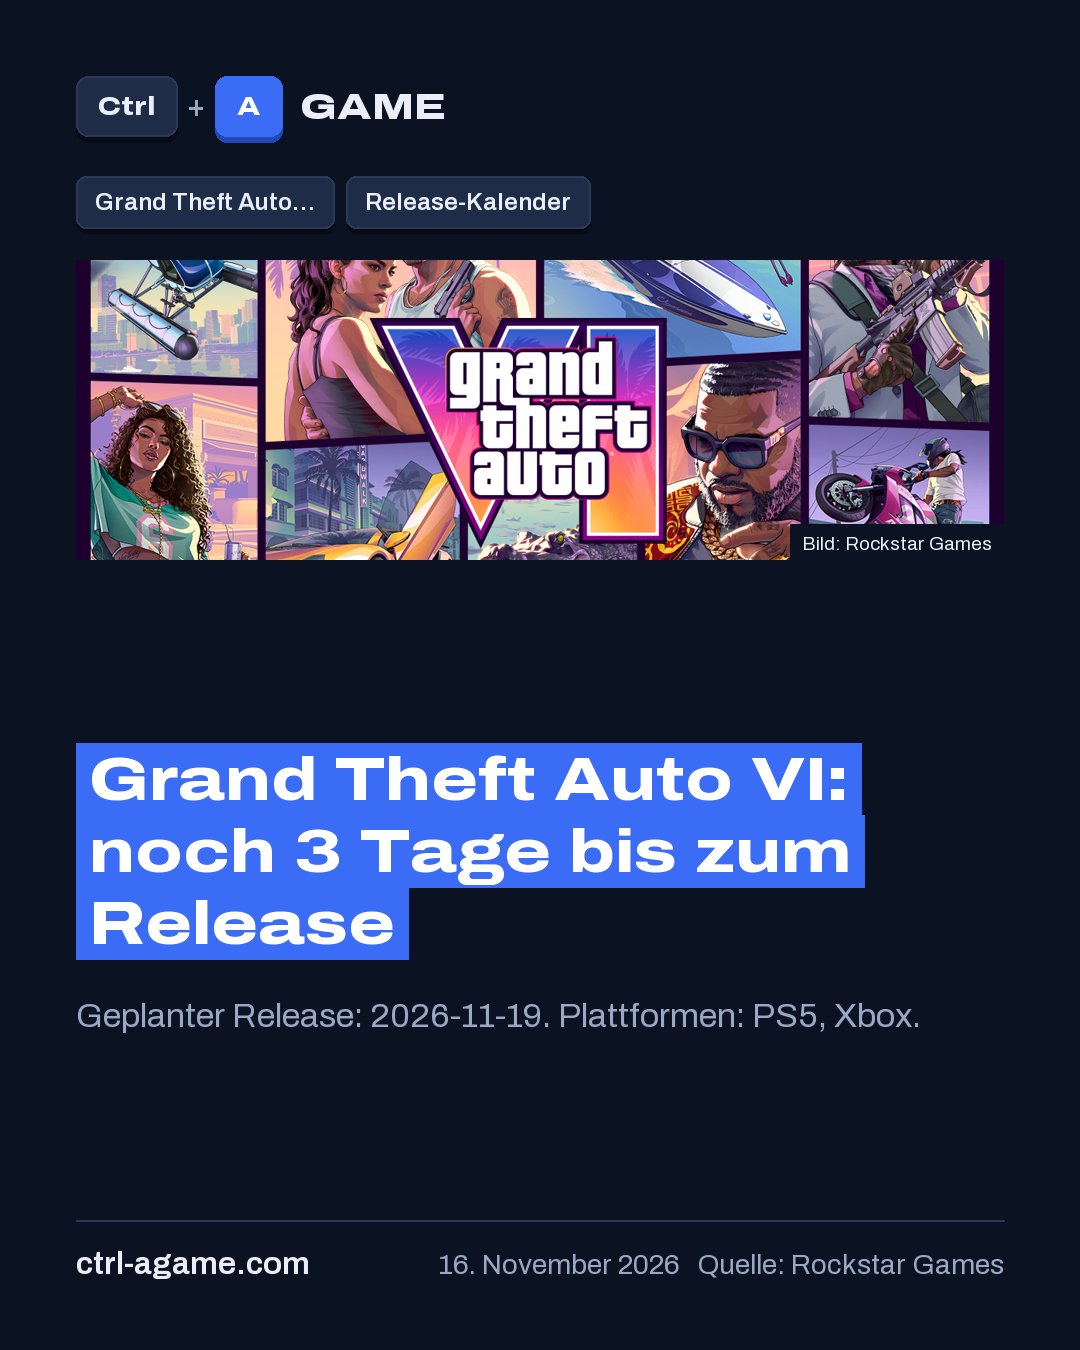 Ctrl + A GAME
Grand Theft Auto... Release-Kalender
grand
theft
auto
VI
Bild: Rockstar Games
Grand Theft Auto VI:
noch 3 Tage bis zum
Release
Geplanter Release: 2026-11-19. Plattformen: PS5, Xbox.
ctrl-agame.com 16. November 2026 Quelle: Rockstar Games